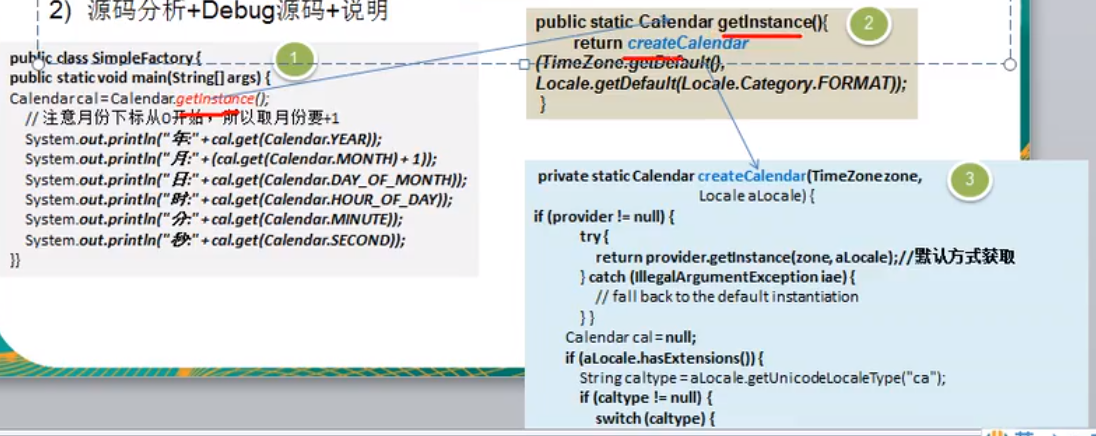 2）源码分析+Debug源码+说明
1
public class SimpleFactory {
public static void main(String[] args) {
Calendar cal = Calendar.getInstance();
// 注意月份下标从0开始，所以取月份要+1
System.out.println("年:" + cal.get(Calendar.YEAR));
System.out.println("月:" + (cal.get(Calendar.MONTH) + 1));
System.out.println("日:" + cal.get(Calendar.DAY_OF_MONTH));
System.out.println("时:" + cal.get(Calendar.HOUR_OF_DAY));
System.out.println("分:" + cal.get(Calendar.MINUTE));
System.out.println("秒:" + cal.get(Calendar.SECOND));
}}
2
public static Calendar getInstance(){
return createCalendar
(TimeZone.getDefault(),
Locale.getDefault(Locale.Category.FORMAT));
}
3
private static Calendar createCalendar(TimeZone zone,
Locale aLocale) {
if (provider != null) {
try {
return provider.getInstance(zone, aLocale);//默认方式获取
} catch (IllegalArgumentException iae) {
// fall back to the default instantiation
} }
Calendar cal = null;
if (aLocale.hasExtensions()) {
String caltype = aLocale.getUnicodeLocaleType("ca");
if (caltype != null) {
switch (caltype) {